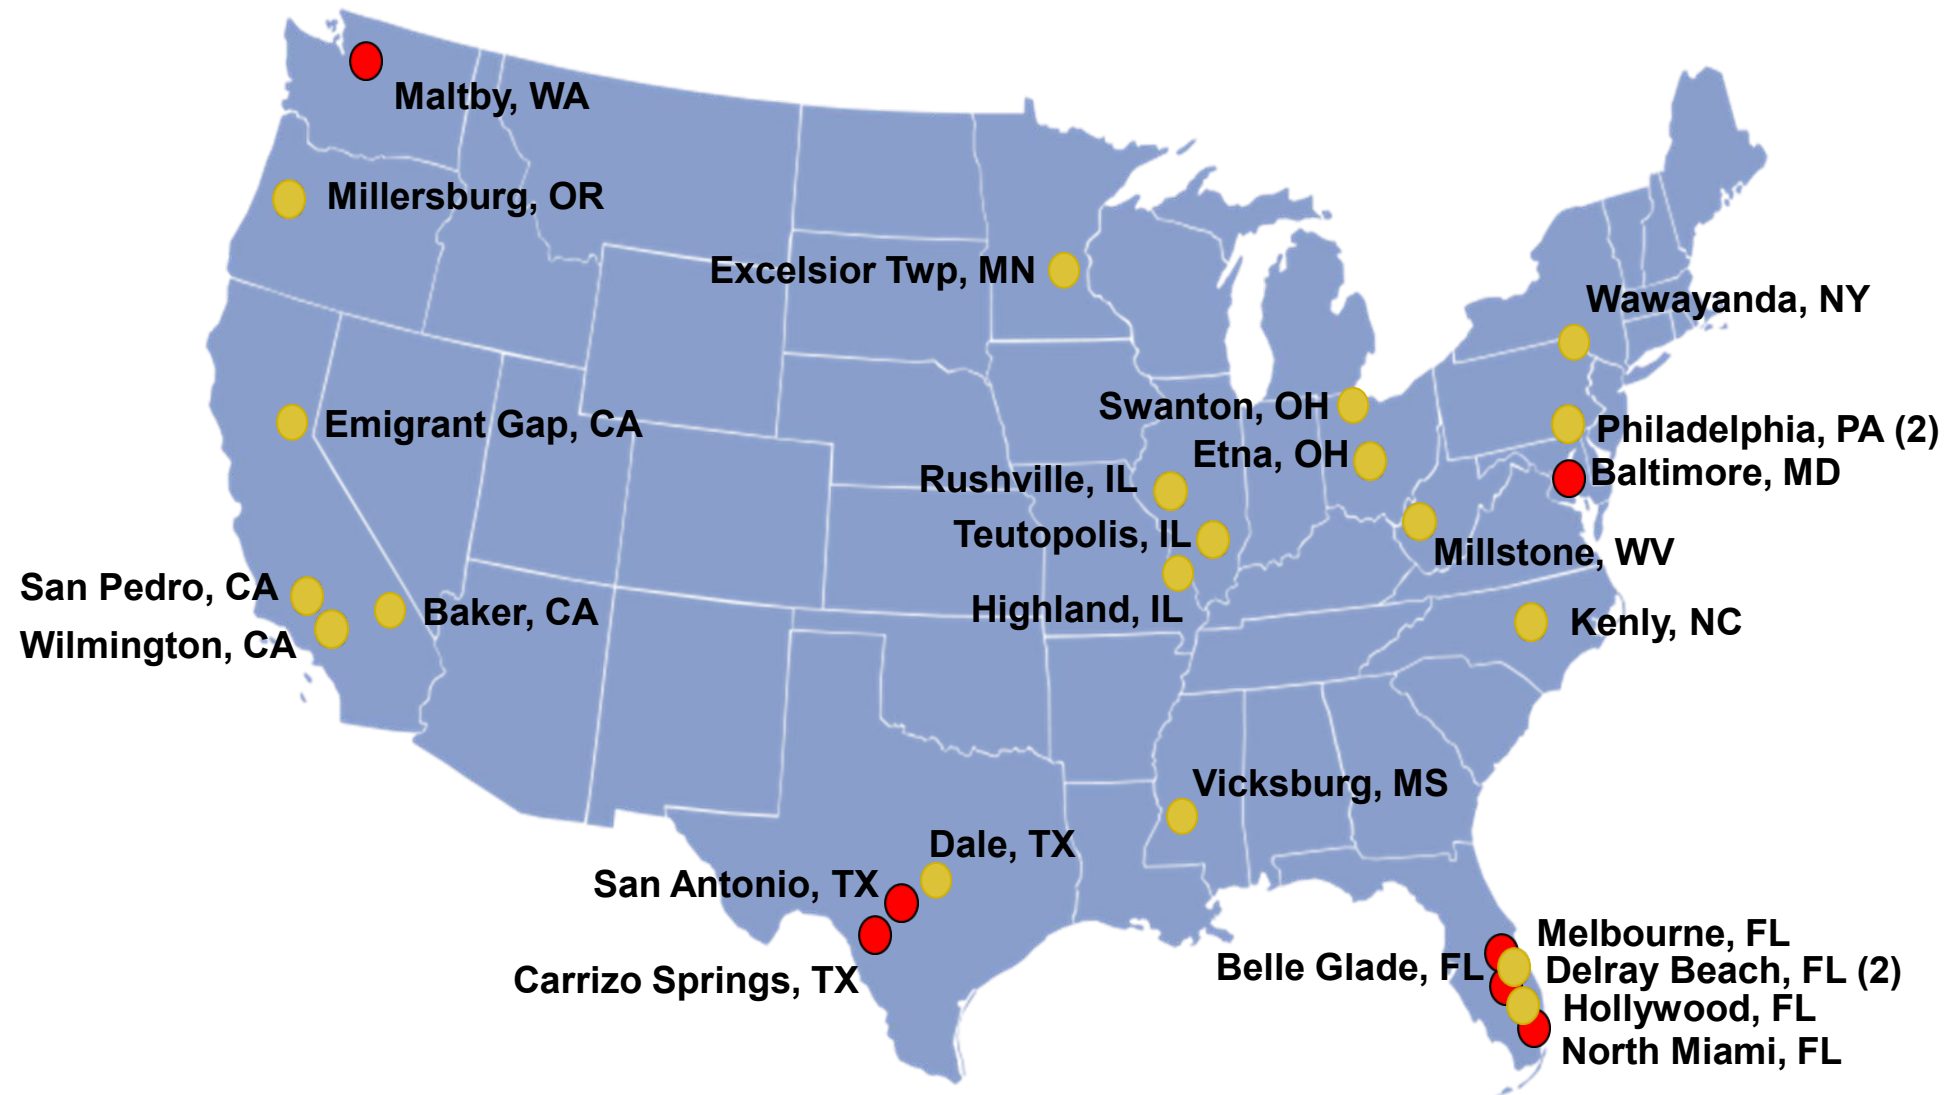 Maltby, WA
Millersburg, OR
Excelsior Twp, MN
Wawayanda, NY
Swanton, OH
Emigrant Gap, CA
Philadelphia, PA (2)
Etna, OH
Baltimore, MD
Rushville, IL
Teutopolis, IL
Millstone, WV
San Pedro, CA
Baker, CA
Highland, IL
Kenly, NC
Wilmington, CA
Vicksburg, MS
Dale, TX
San Antonio, TX
Melbourne, FL
Belle Glade, FL
Delray Beach, FL (2)
Carrizo Springs, TX
Hollywood, FL
North Miami, FL